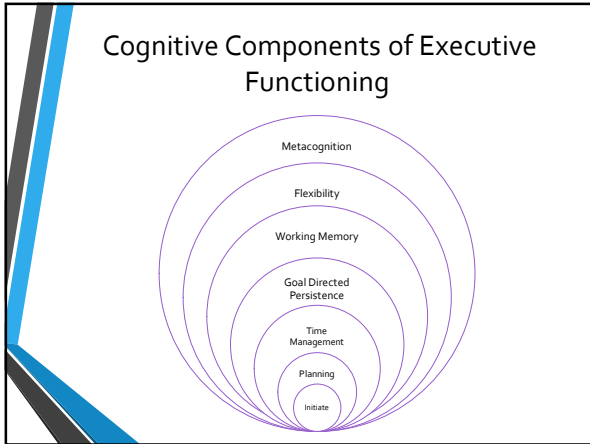 Cognitive Components of Executive
Functioning
Metacognition
Flexibility
Working Memory
Goal Directed
Persistence
Time
Management
Planning
Initiate